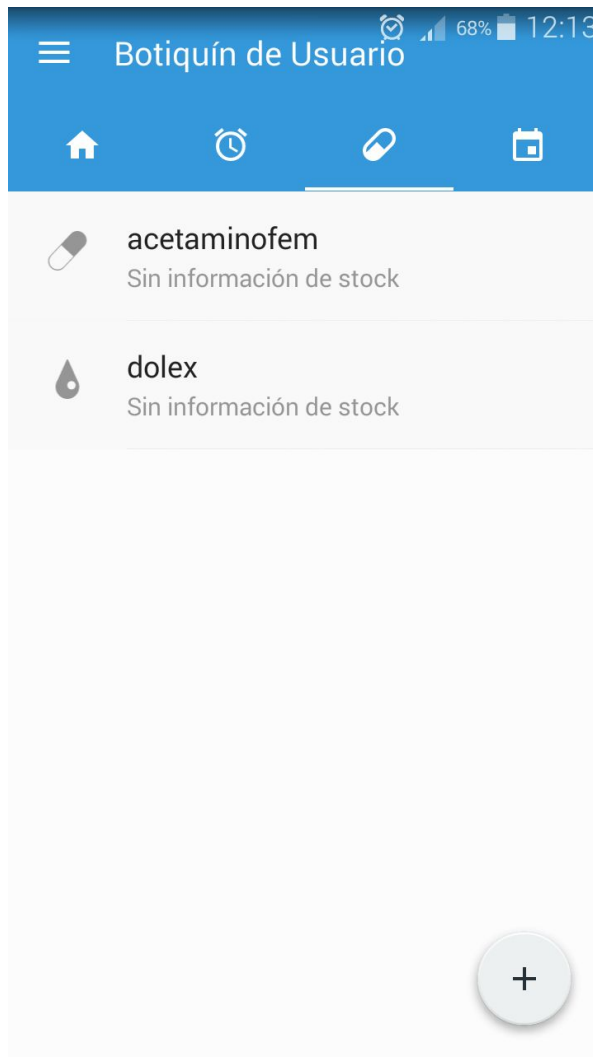 68% 12:13
Botiquín de Usuario
acetaminofem
Sin información de stock
dolex
Sin información de stock
+